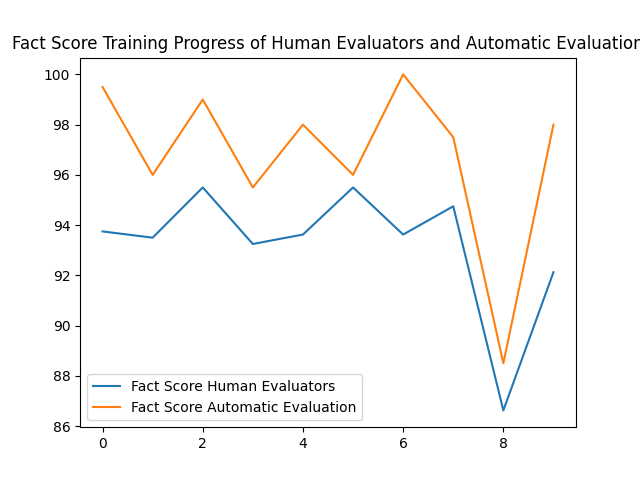 Fact Score Training Progress of Human Evaluators and Automatic Evaluation
100
98
96
94
92
90
88
86
Fact Score Human Evaluators
Fact Score Automatic Evaluation
0 2 4 6 8